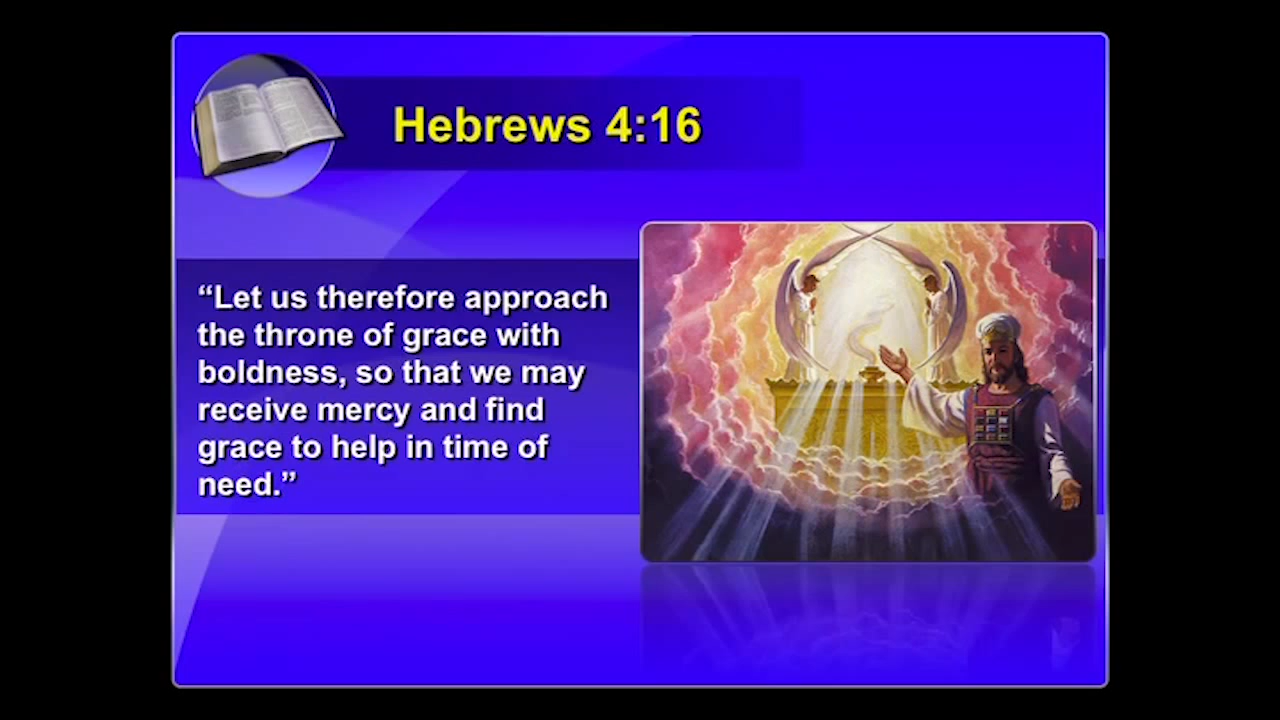 Hebrews 4:16
“Let us therefore approach
the throne of grace with
boldness, so that we may
receive mercy and find
grace to help in time of
need.”